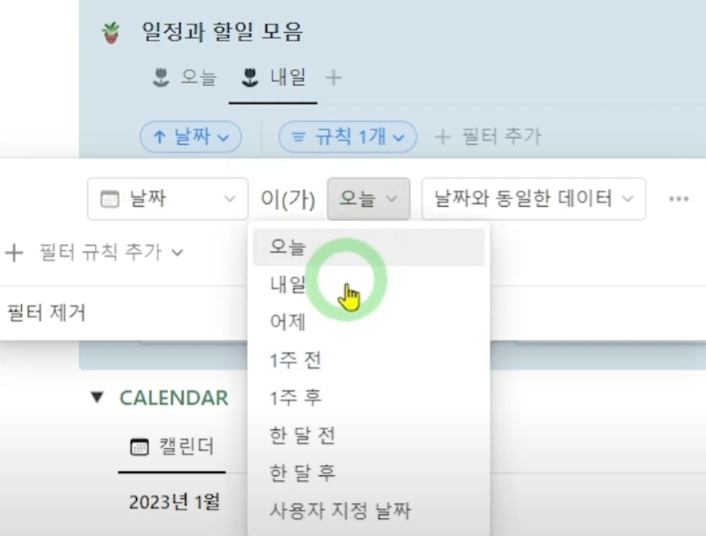 일정과 할일 모음
오늘 내일 +
↑ 날짜 규칙 1개 + 필터 추가
날짜 이(가) 오늘 날짜와 동일한 데이터 •••
+ 필터 규칙 추가
오늘
내일
필터 제거
어제
1주 전
1주 후
한 달 전
한 달 후
사용자 지정 날짜
▼ CALENDAR
캘린더
2023년 1월